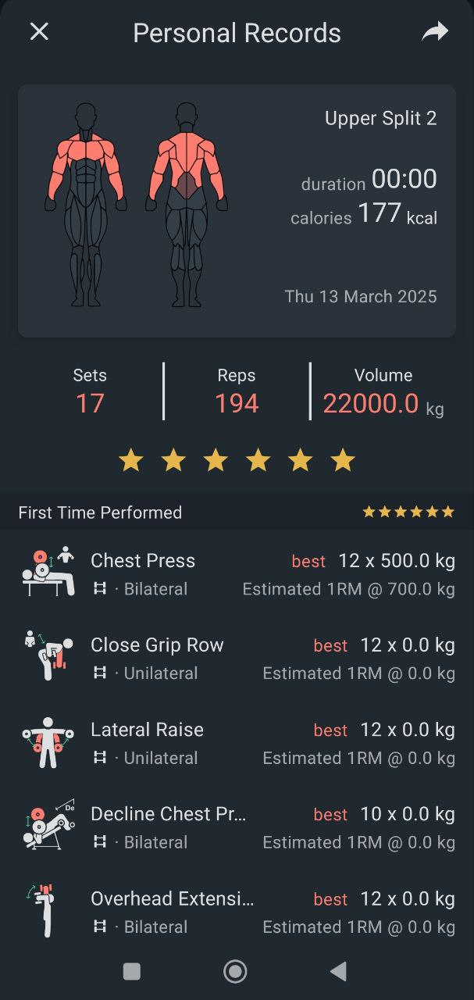 Personal Records
Upper Split 2
duration 00:00
calories 177 kcal
Thu 13 March 2025
Sets Reps Volume
17 194 22000.0 kg
First Time Performed
Chest Press best 12 x 500.0 kg
· Bilateral Estimated 1RM @ 700.0 kg
Close Grip Row best 12 x 0.0 kg
· Unilateral Estimated 1RM @ 0.0 kg
Lateral Raise best 12 x 0.0 kg
· Unilateral Estimated 1RM @ 0.0 kg
De
Decline Chest Pr... best 10 x 0.0 kg
· Bilateral Estimated 1RM @ 0.0 kg
Overhead Extensi... best 12 x 0.0 kg
· Bilateral Estimated 1RM @ 0.0 kg